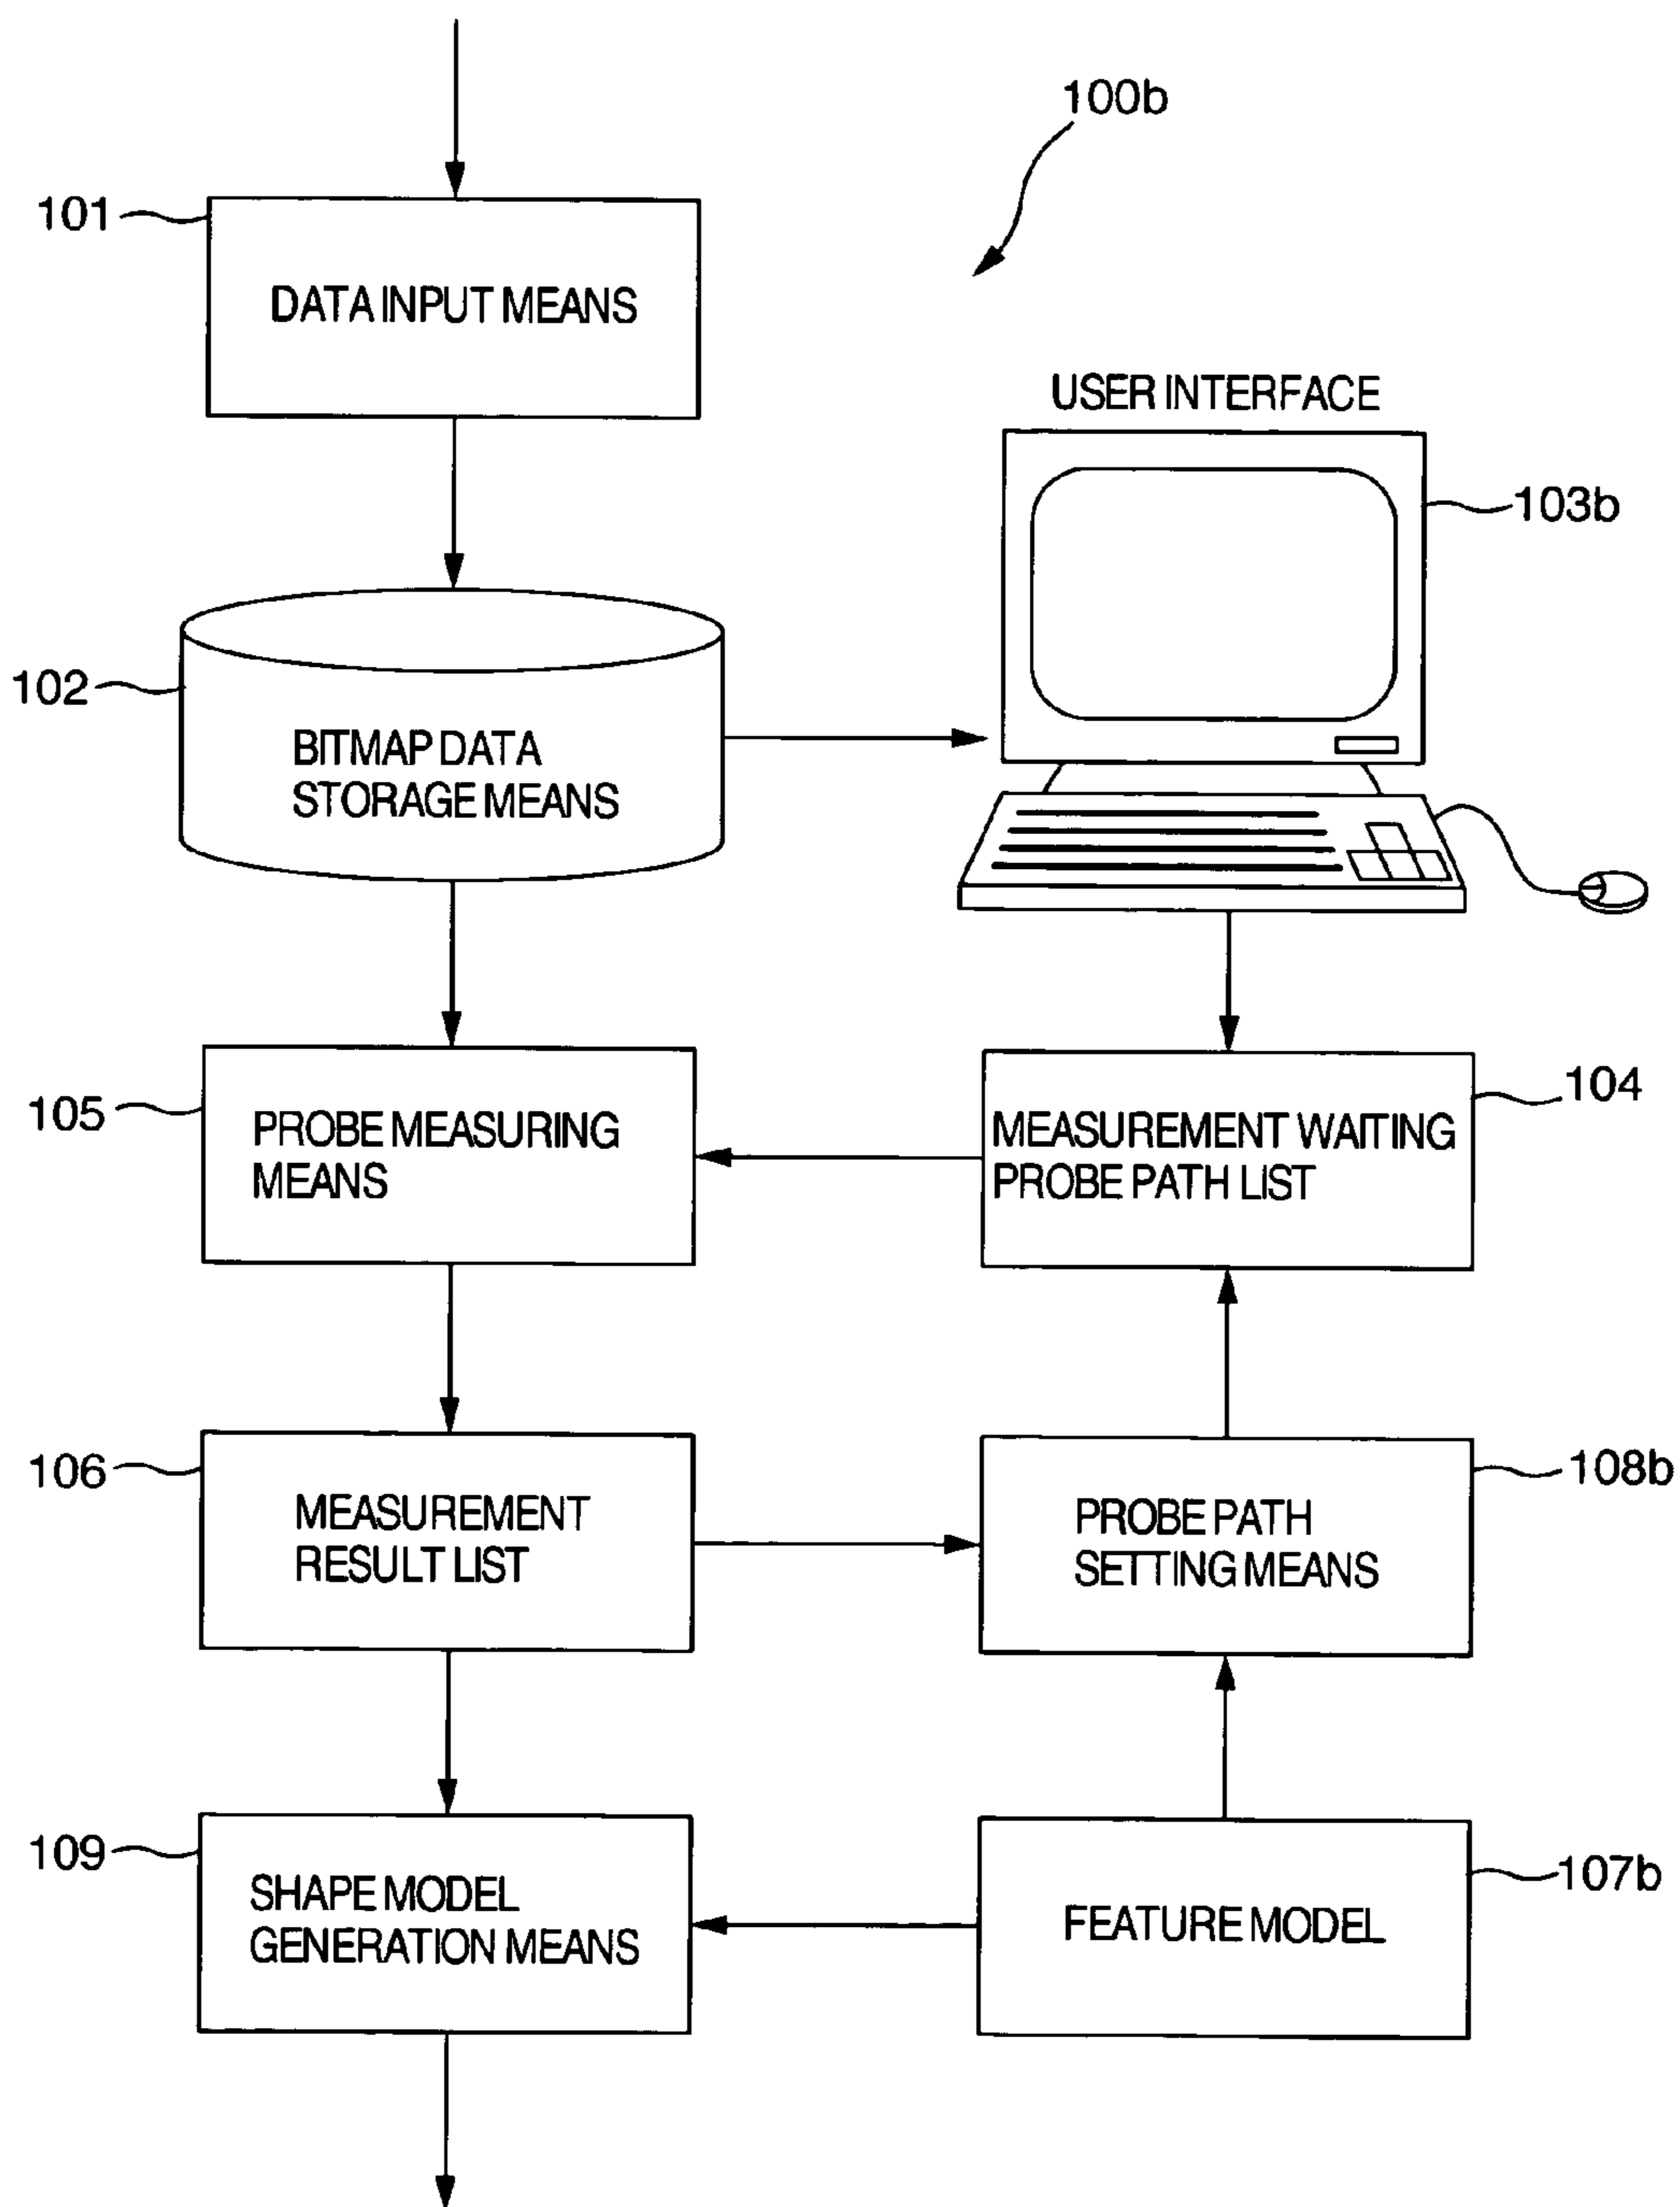 100b
101
DATA INPUT MEANS
USER INTERFACE
103b
102
BITMAP DATA
STORAGE MEANS
105
PROBE MEASURING
MEANS
104
MEASUREMENT WAITING
PROBE PATH LIST
106
MEASUREMENT
RESULT LIST
108b
PROBE PATH
SETTING MEANS
109
SHAPE MODEL
GENERATION MEANS
107b
FEATURE MODEL